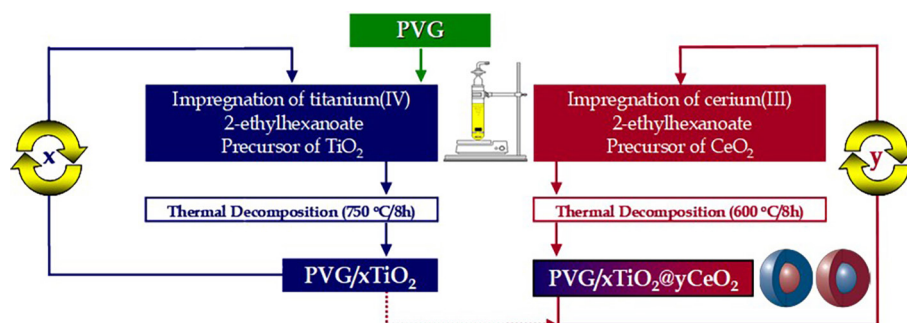 PVG
Impregnation of titanium(IV)
2-ethylhexanoate
Precursor of TiO₂
x
Thermal Decomposition (750 °C/8h)
PVG/xTiO₂
Impregnation of cerium(III)
2-ethylhexanoate
Precursor of CeO₂
y
Thermal Decomposition (600 °C/8h)
PVG/xTiO₂@yCeO₂